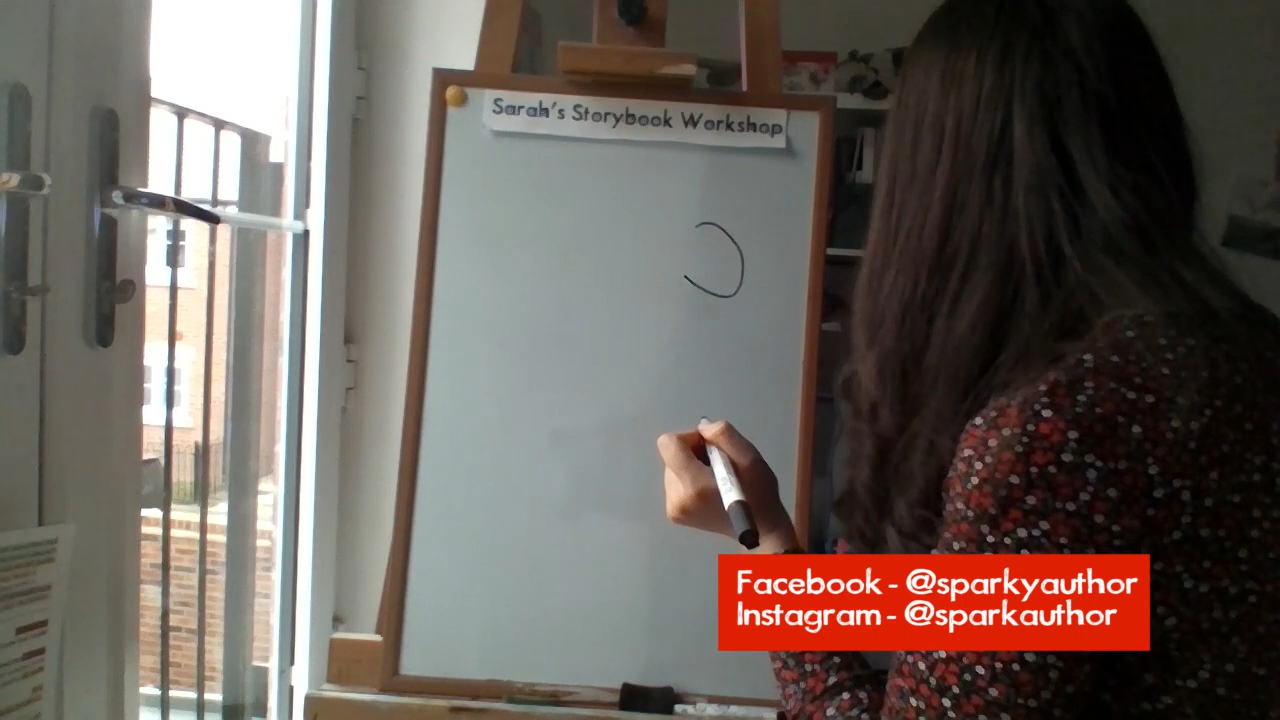 Sarah's Storybook Workshop
Facebook - @sparkyauthor
Instagram - @sparkauthor